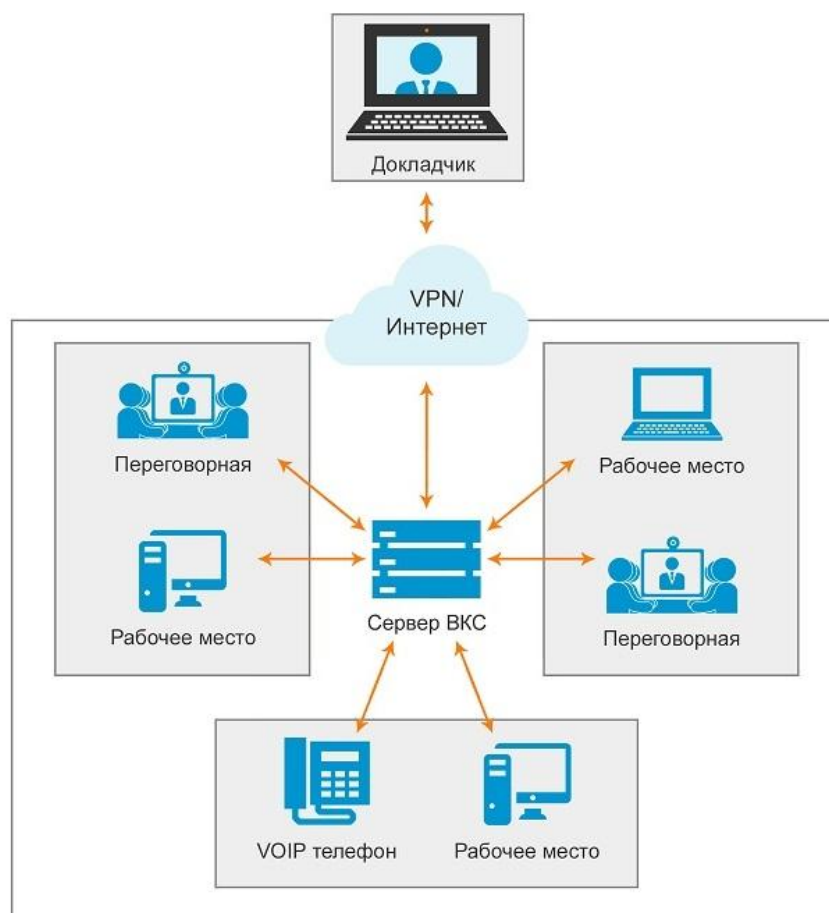 Докладчик
VPN/
Интернет
Переговорная
Рабочее место
Рабочее место
Переговорная
Сервер ВКС
VOIP телефон
Рабочее место